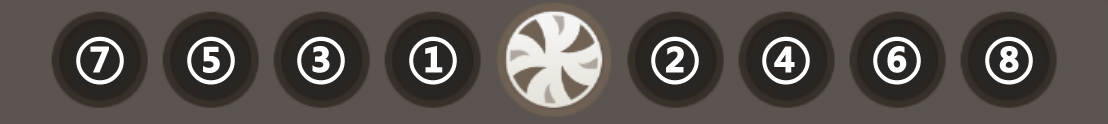 ⑦ ⑤ ③ ① ② ④ ⑥ ⑧